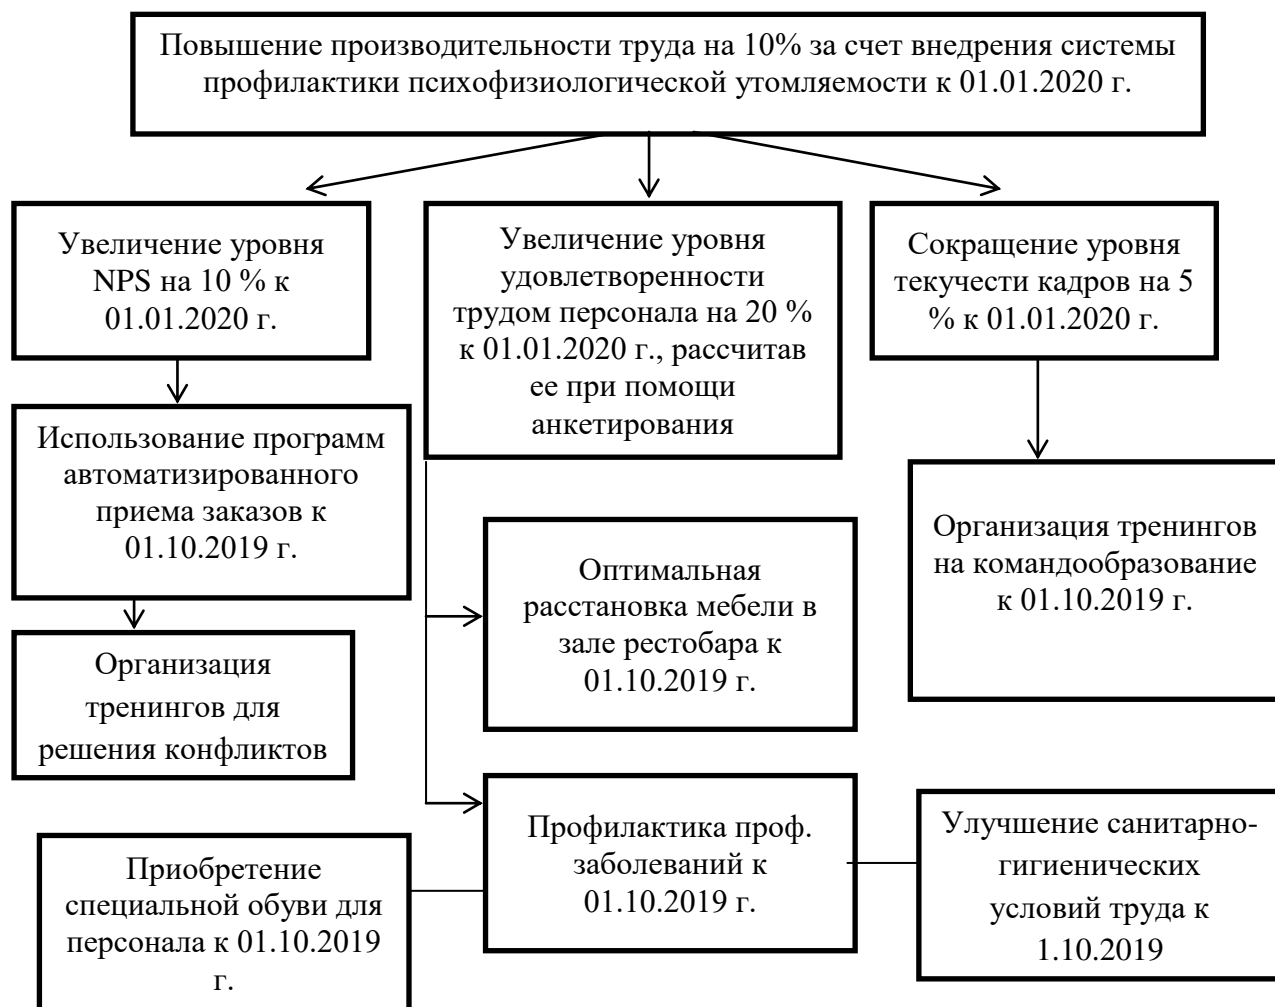 Повышение производительности труда на 10% за счет внедрения системы
профилактики психофизиологической утомляемости к 01.01.2020 г.
Увеличение уровня
NPS на 10 % к
01.01.2020 г.
Увеличение уровня
удовлетворенности
трудом персонала на 20 %
к 01.01.2020 г., рассчитав
ее при помощи
анкетирования
Сокращение уровня
текучести кадров на 5
% к 01.01.2020 г.
Использование программ
автоматизированного
приема заказов к
01.10.2019 г.
Организация тренингов
на командообразование
к 01.10.2019 г.
Оптимальная
расстановка мебели в
зале рестобара к
01.10.2019 г.
Организация
тренингов для
решения конфликтов
Профилактика проф.
заболеваний к
01.10.2019 г.
Улучшение санитарно-
гигиенических
условий труда к
1.10.2019
Приобретение
специальной обуви для
персонала к 01.10.2019
г.